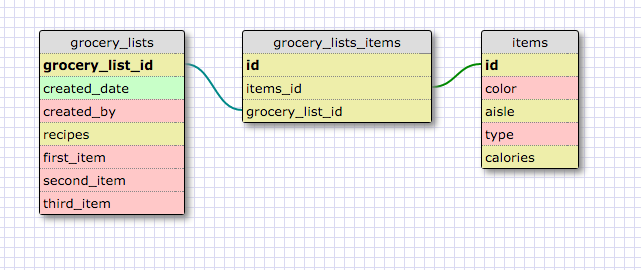 grocery_lists
grocery_list_id
created_date
created_by
recipes
first_item
second_item
third_item
grocery_lists_items
id
items_id
grocery_list_id
items
id
color
aisle
type
calories